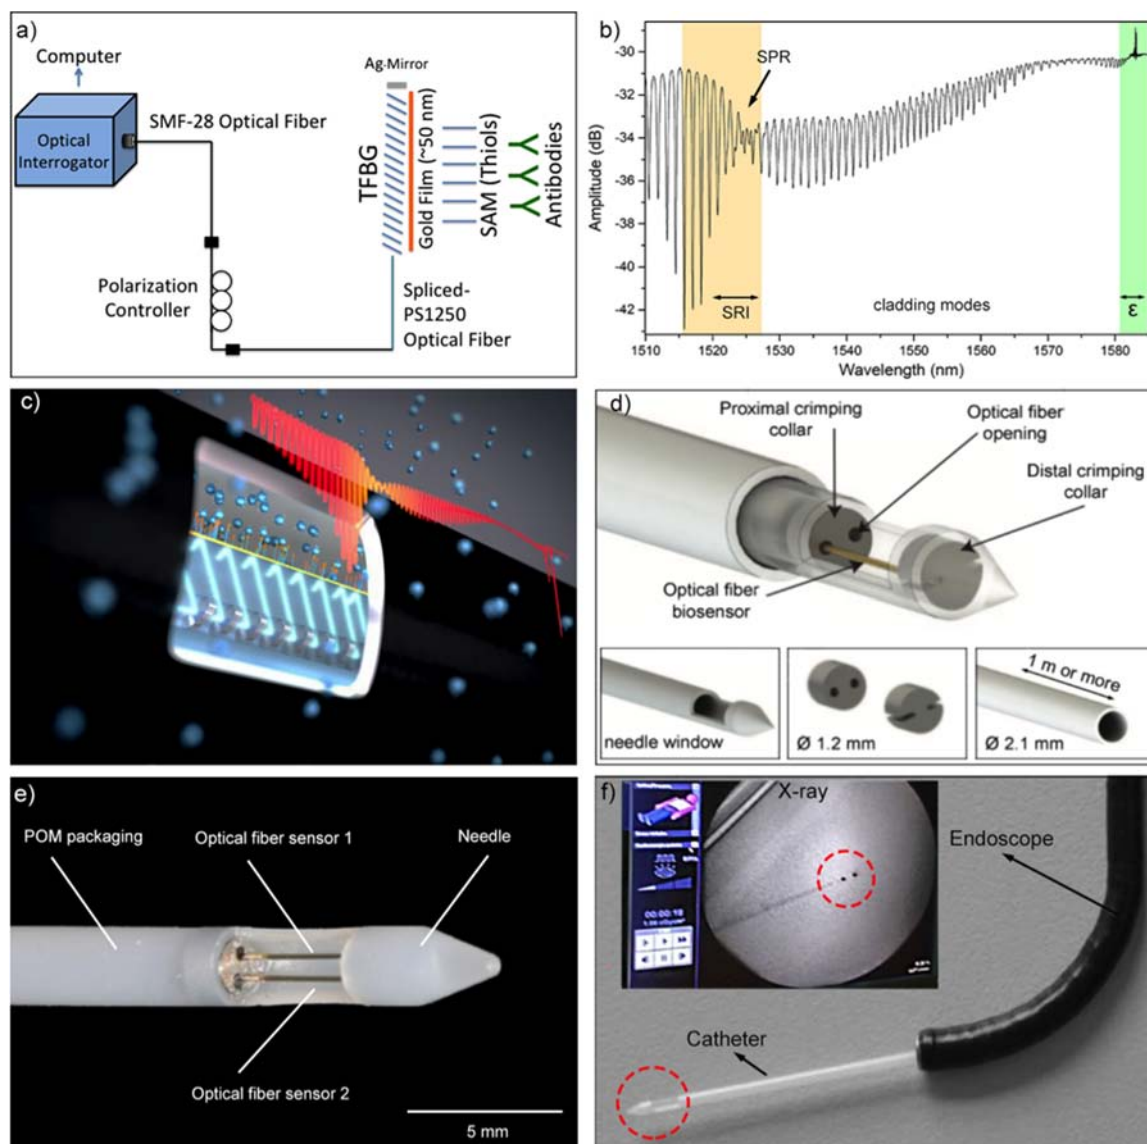 a)
Computer
Optical
Interrogator
SMF-28 Optical Fiber
Polarization
Controller
Ag-Mirror
TFBG
Gold Film (~50 nm)
SAM (Thiols)
Antibodies
Spliced-
PS1250
Optical Fiber
b)
Amplitude (dB)
-30
-32
-34
-36
-38
-40
-42
SPR
SRI
cladding modes
ε
1510
1520
1530
1540
1550
1560
1570
1580
Wavelength (nm)
c)
d)
Proximal crimping
collar
Optical fiber
opening
Distal crimping
collar
Optical fiber
biosensor
needle window
Ø 1.2 mm
1 m or more
Ø 2.1 mm
e)
POM packaging
Optical fiber sensor 1
Needle
Optical fiber sensor 2
5 mm
f)
X-ray
Endoscope
Catheter